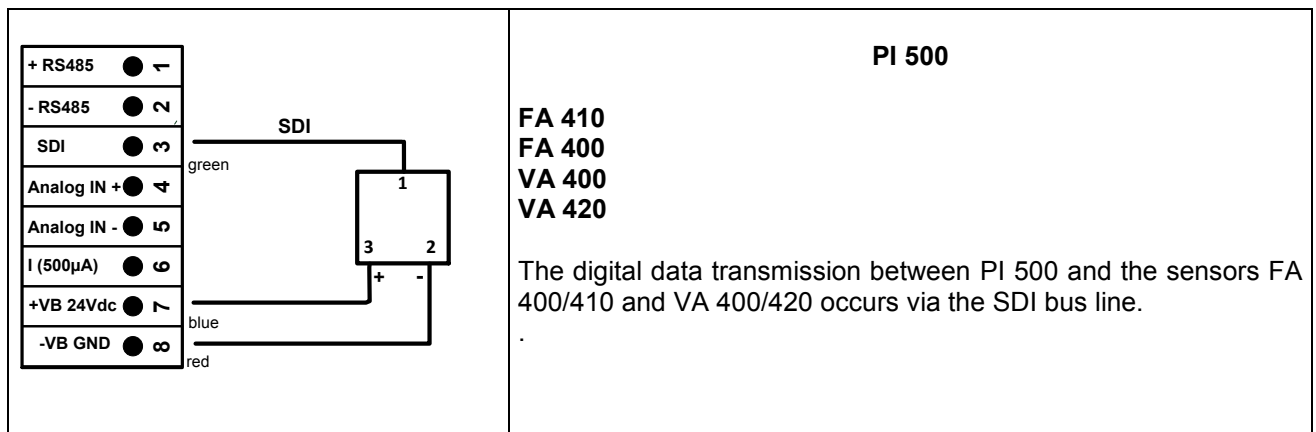 + RS485 1
- RS485 2
SDI 3
Analog IN + 4
Analog IN - 5
I (500µA) 6
+VB 24Vdc 7
-VB GND 8
SDI
green
1
3 2
+ -
blue
red
PI 500
FA 410
FA 400
VA 400
VA 420
The digital data transmission between PI 500 and the sensors FA
400/410 and VA 400/420 occurs via the SDI bus line.
.